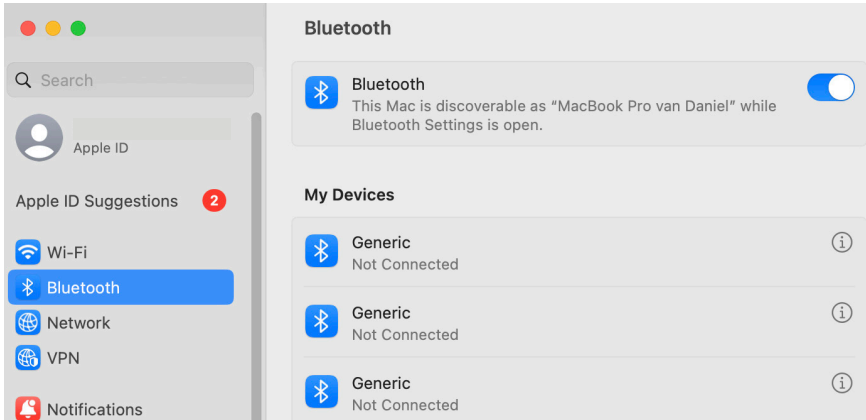 Search
Apple ID
Apple ID Suggestions
2
Wi-Fi
Bluetooth
Network
VPN
Notifications
Bluetooth
Bluetooth
This Mac is discoverable as “MacBook Pro van Daniel” while
Bluetooth Settings is open.
My Devices
Generic
Not Connected
Generic
Not Connected
Generic
Not Connected